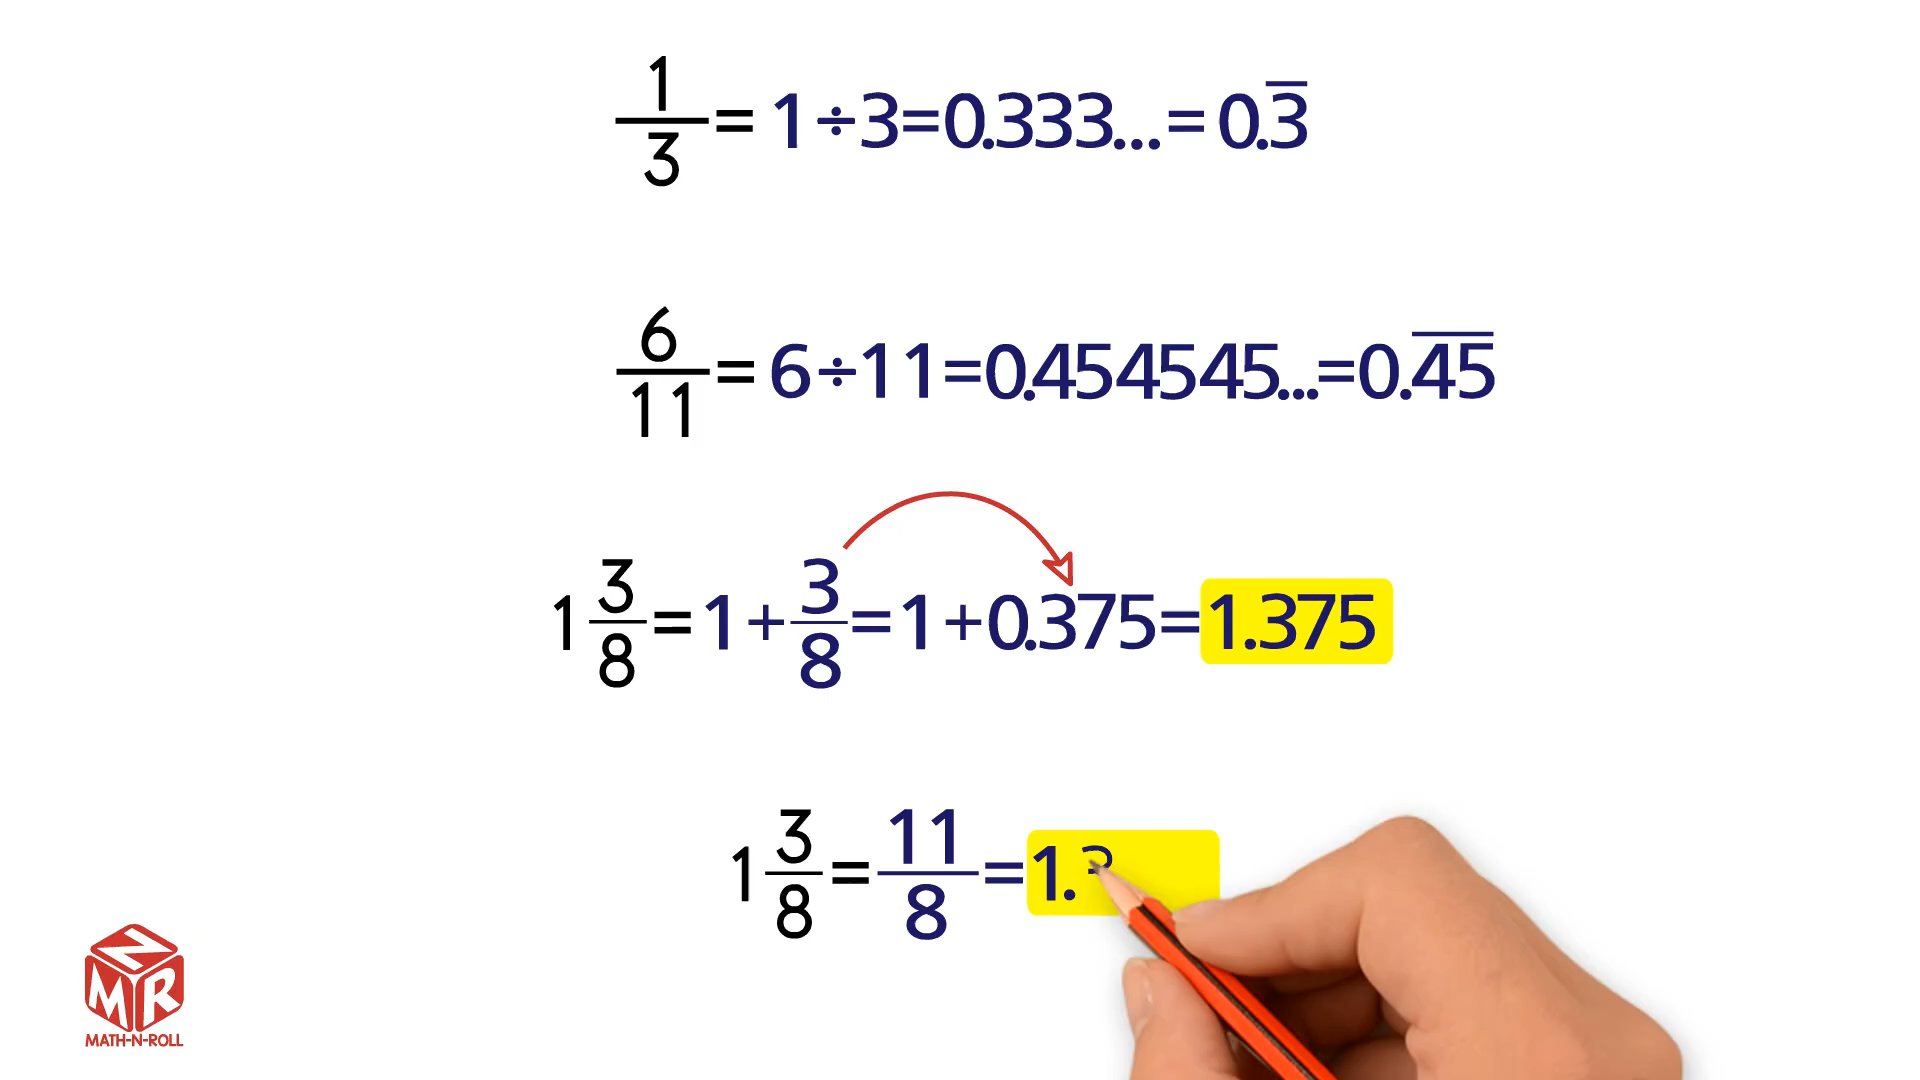 1/3 = 1 ÷ 3 = 0.333... = 0.3̅
6/11 = 6 ÷ 11 = 0.454545... = 0.4̅5̅
1 3/8 = 1 + 3/8 = 1 + 0.375 = 1.375
1 3/8 = 11/8 = 1.
MNR
MATH-N-ROLL